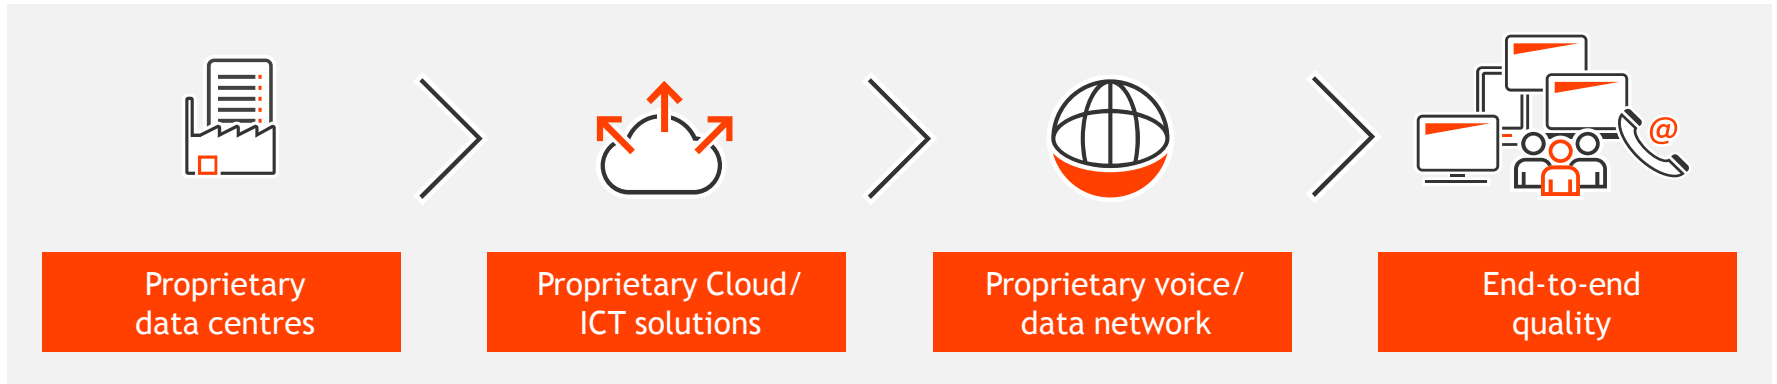 @
Proprietary
data centres
Proprietary Cloud/
ICT solutions
Proprietary voice/
data network
End-to-end
quality